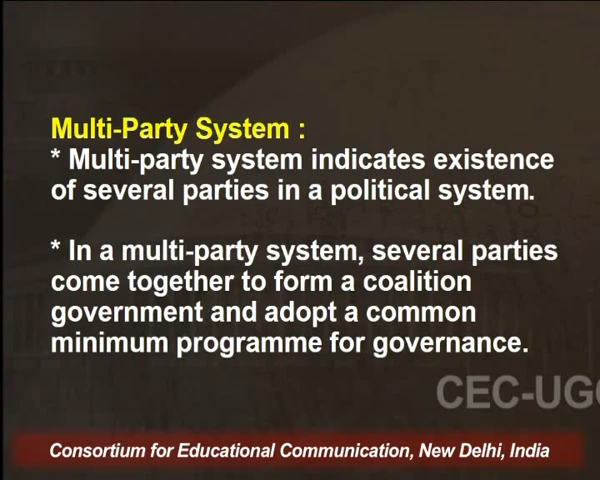 Multi-Party System :
* Multi-party system indicates existence
of several parties in a political system.
* In a multi-party system, several parties
come together to form a coalition
government and adopt a common
minimum programme for governance.
CEC-UGC
Consortium for Educational Communication, New Delhi, India